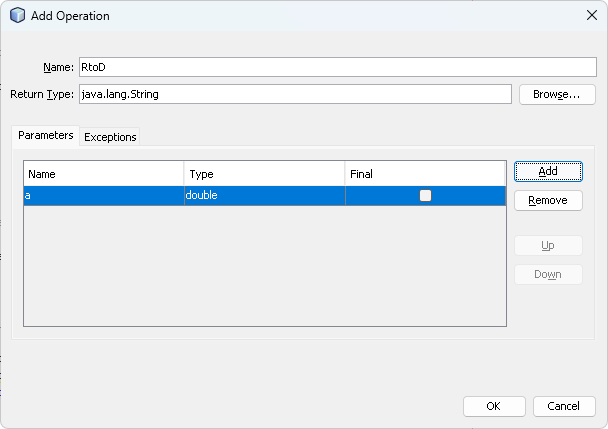 Add Operation
Name: RtoD
Return Type: java.lang.String Browse...
Parameters Exceptions
Name Type Final Add
a double Remove
Up
Down
OK Cancel